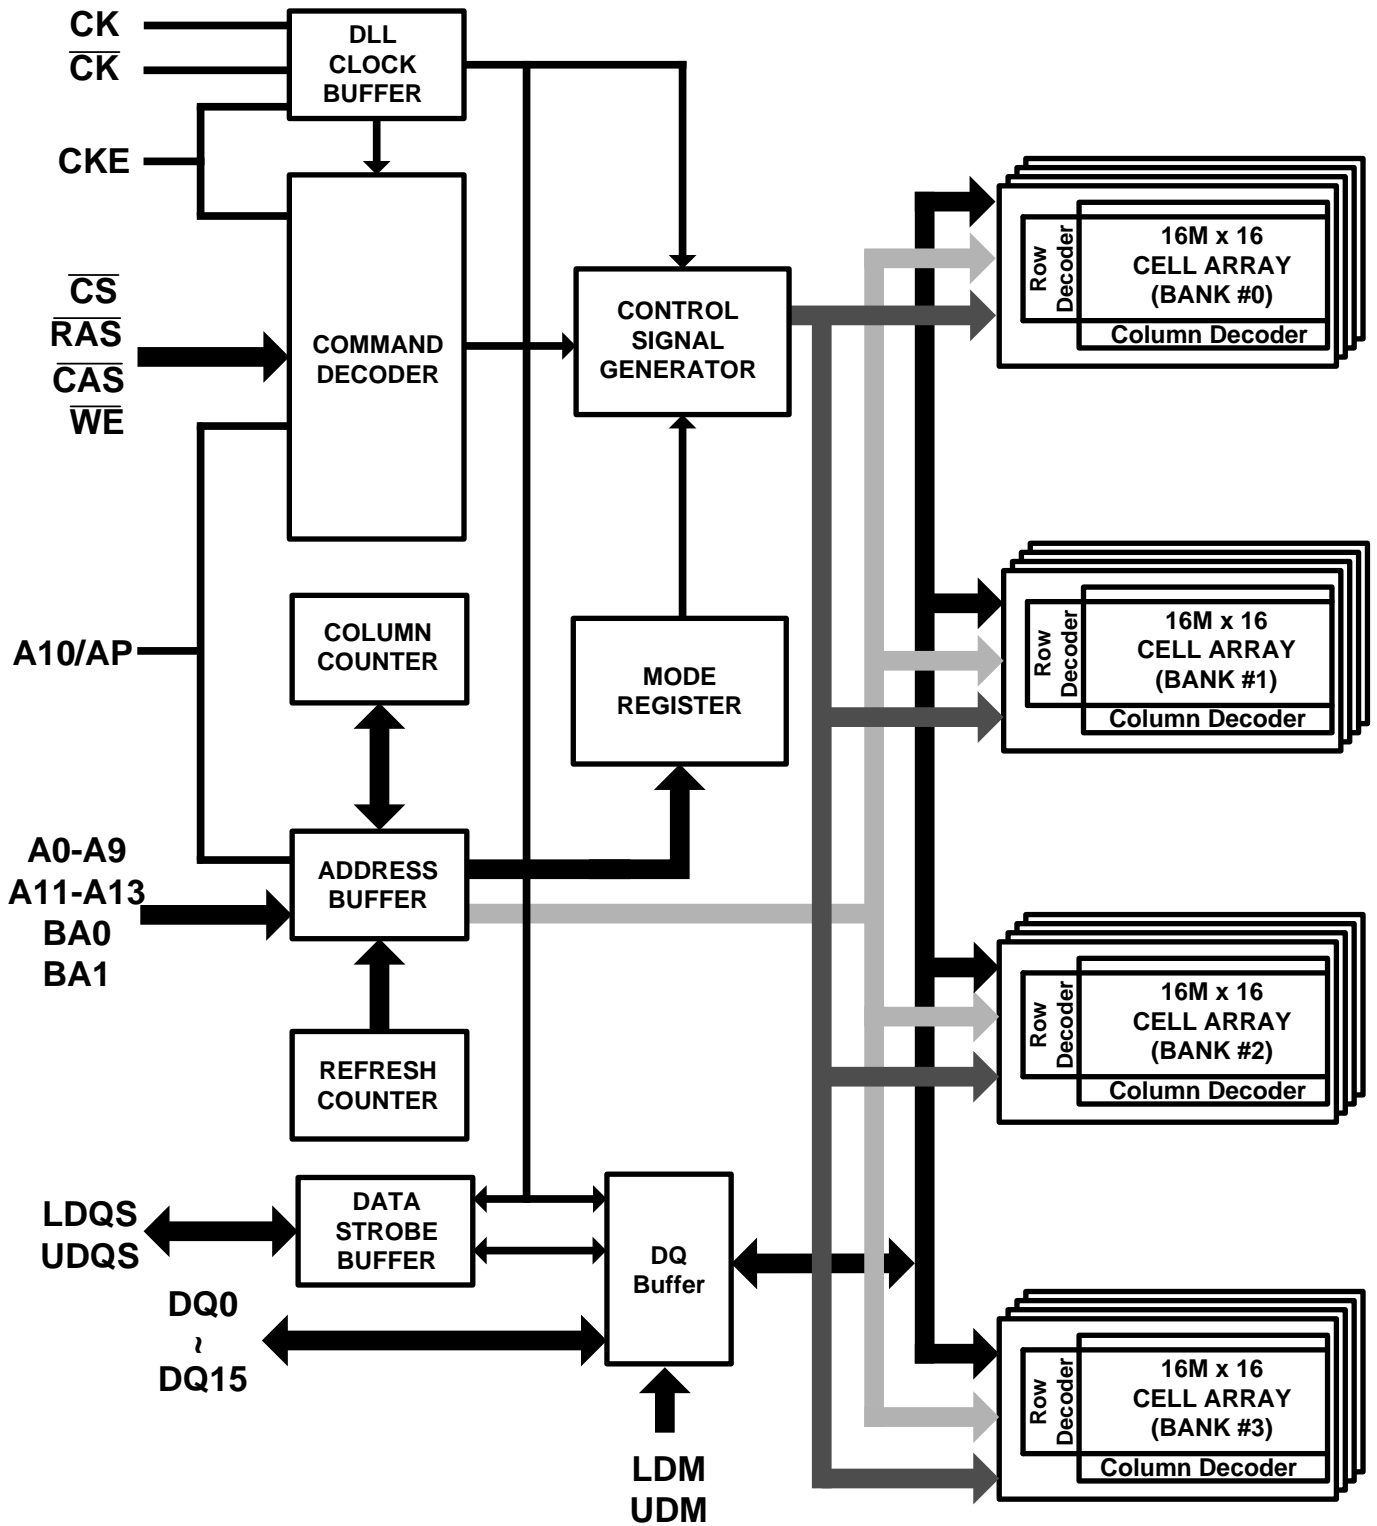 CK
CK
CKE
CS
RAS
CAS
WE
A10/AP
A0-A9
A11-A13
BA0
BA1
LDQS
UDQS
DQ0
~
DQ15
DLL
CLOCK
BUFFER
COMMAND
DECODER
COLUMN
COUNTER
ADDRESS
BUFFER
REFRESH
COUNTER
DATA
STROBE
BUFFER
CONTROL
SIGNAL
GENERATOR
MODE
REGISTER
DQ
Buffer
LDM
UDM
Row
Decoder
16M x 16
CELL ARRAY
(BANK #0)
Column Decoder
Row
Decoder
16M x 16
CELL ARRAY
(BANK #1)
Column Decoder
Row
Decoder
16M x 16
CELL ARRAY
(BANK #2)
Column Decoder
Row
Decoder
16M x 16
CELL ARRAY
(BANK #3)
Column Decoder